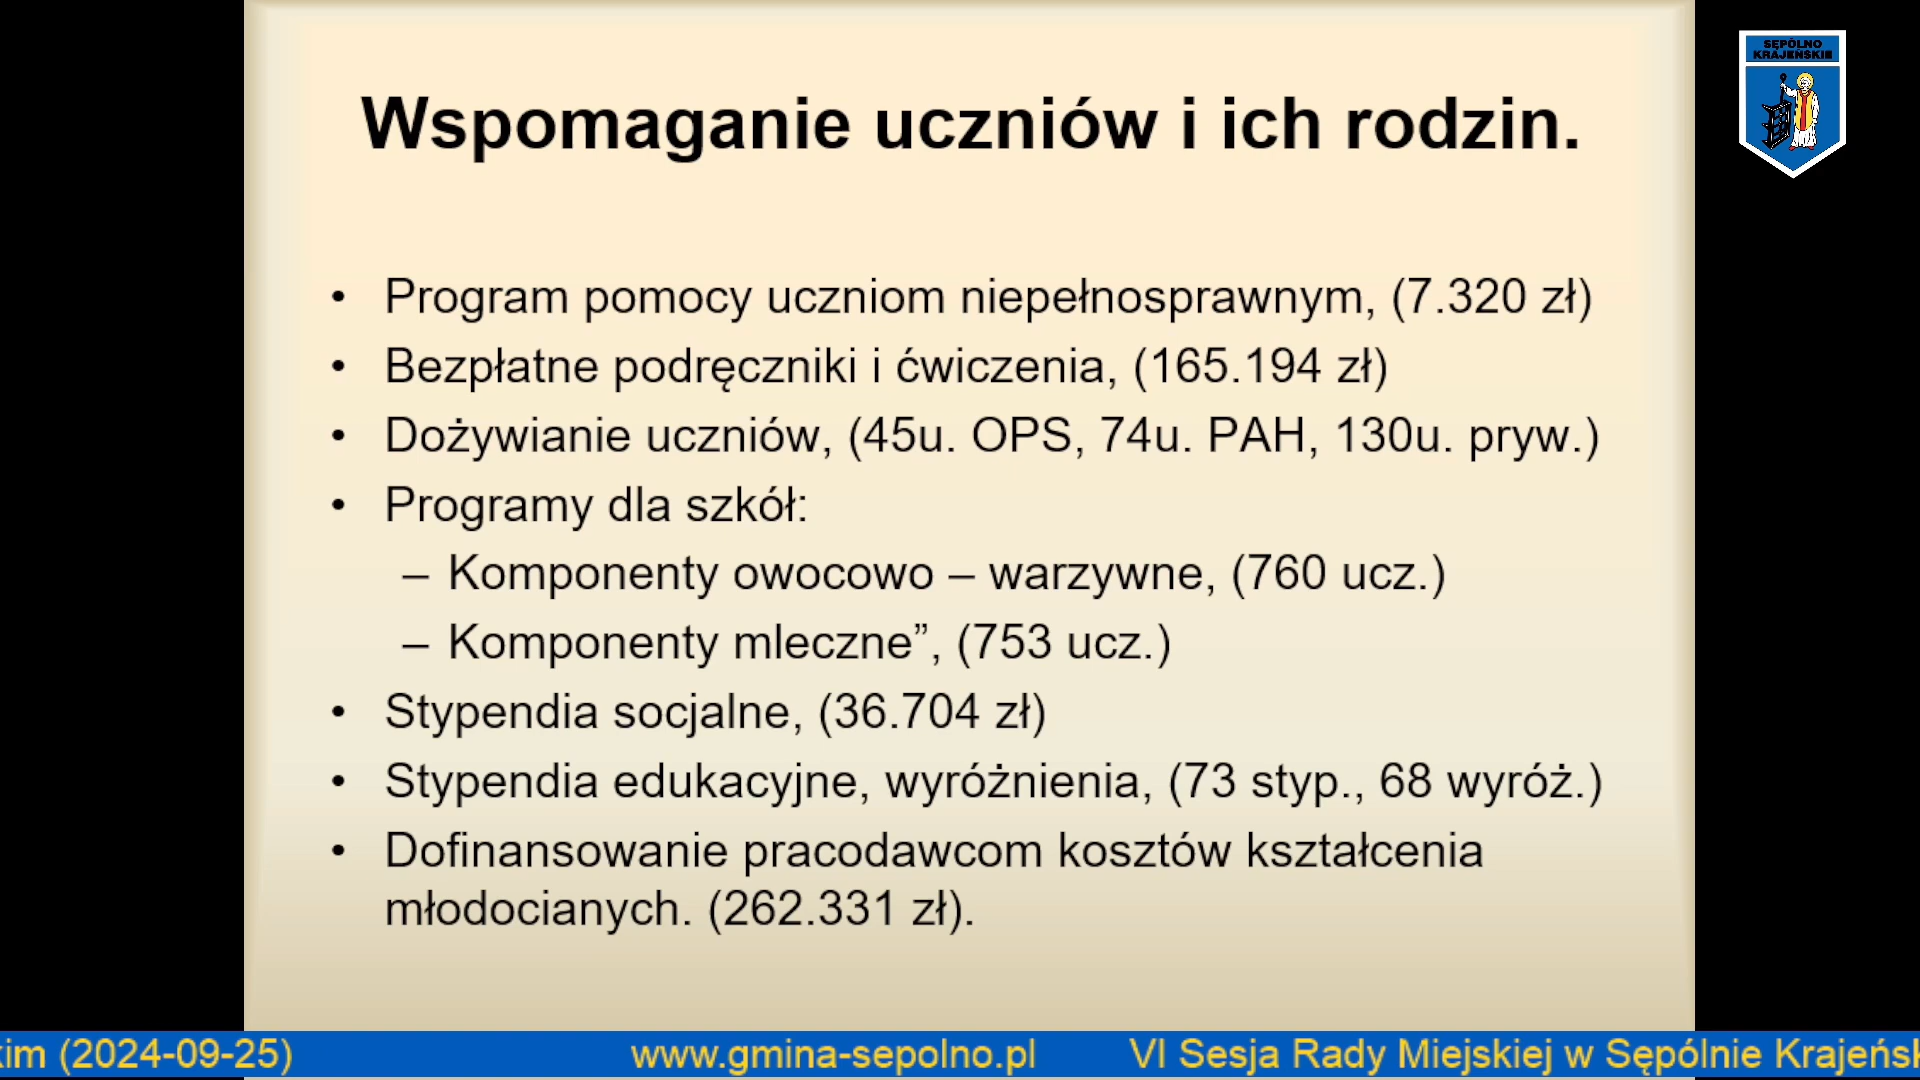 SĘPÓLNO
KRAJEŃSKIE
Wspomaganie uczniów i ich rodzin.
• Program pomocy uczniom niepełnosprawnym, (7.320 zł)
• Bezpłatne podręczniki i ćwiczenia, (165.194 zł)
• Dożywianie uczniów, (45u. OPS, 74u. PAH, 130u. pryw.)
• Programy dla szkół:
– Komponenty owocowo – warzywne, (760 ucz.)
– Komponenty mleczne”, (753 ucz.)
• Stypendia socjalne, (36.704 zł)
• Stypendia edukacyjne, wyróżnienia, (73 styp., 68 wyróż.)
• Dofinansowanie pracodawcom kosztów kształcenia
młodocianych. (262.331 zł).
kim (2024-09-25) www.gmina-sepolno.pl VI Sesja Rady Miejskiej w Sępólnie Krajeńsk